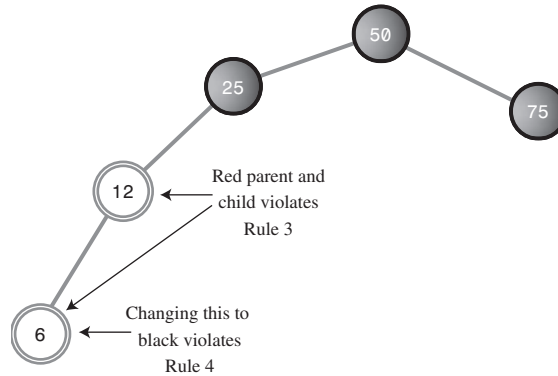 50
25
75
12
Red parent and
child violates
Rule 3
6
Changing this to
black violates
Rule 4